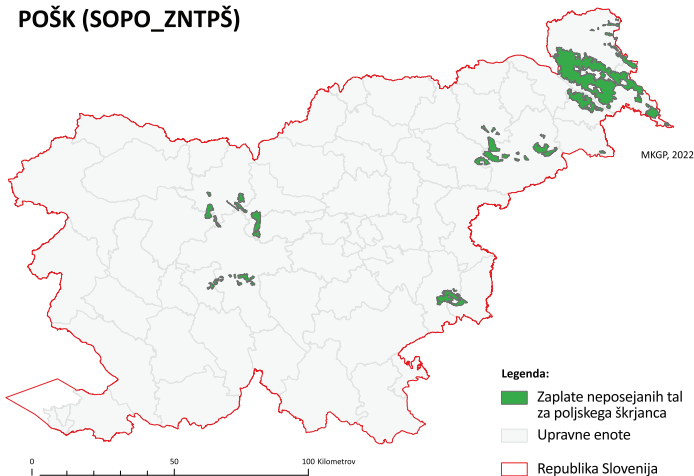 POŠK (SOPO_ZNTPŠ)
MKGP, 2022
Legenda:
Zaplate neposejanih tal
za poljskega škrjanca
Upravne enote
Republika Slovenija
0 50 100 Kilometrov